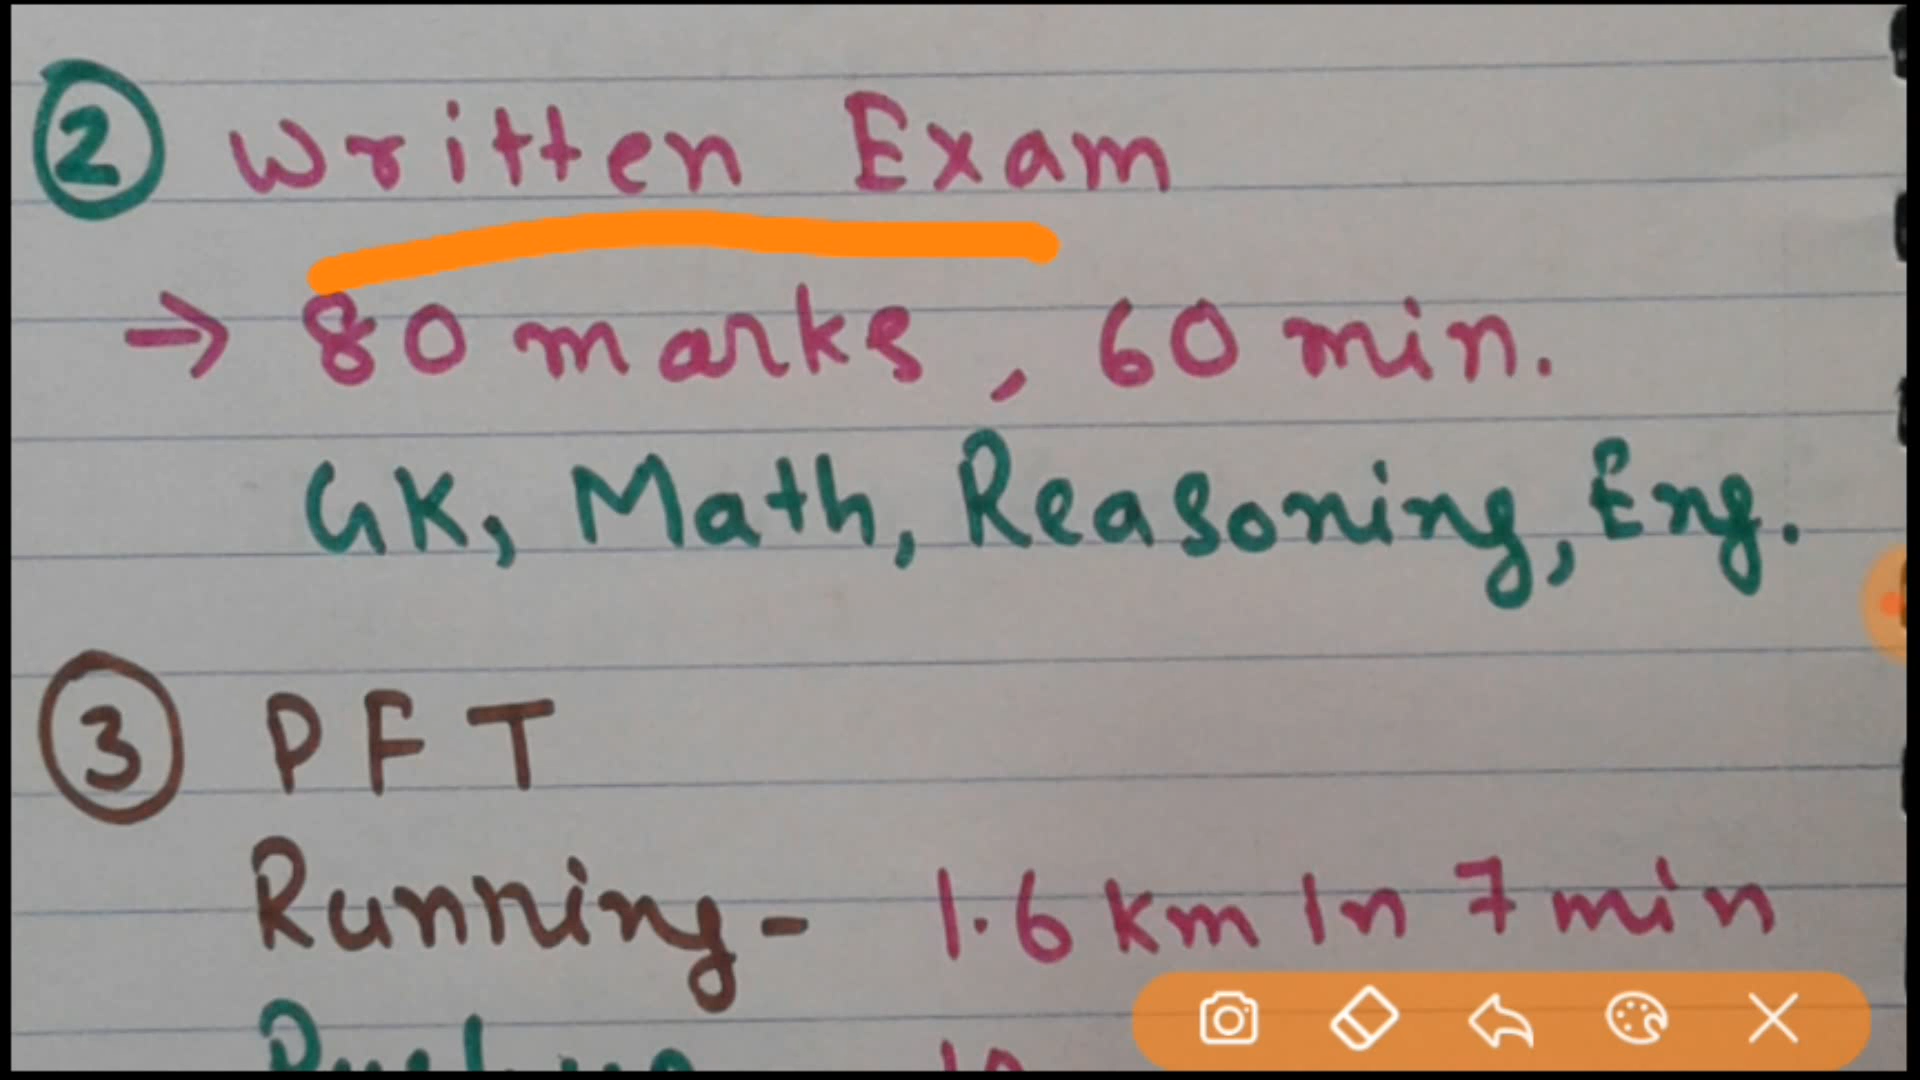 2 Written Exam
→ 80 marks, 60 min.
GK, Math, Reasoning, Eng.
3 PFT
Running - 1.6 km In 7 min